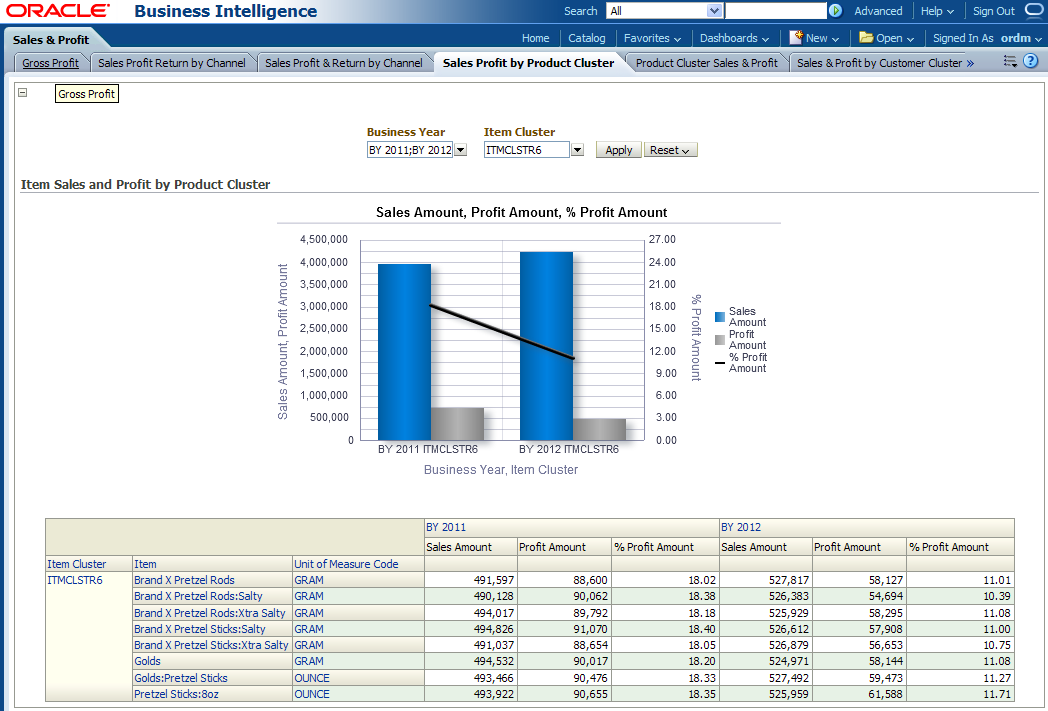 ORACLE Business Intelligence
Search All Advanced Help Sign Out
Sales & Profit
Home Catalog Favorites Dashboards New Open Signed In As ordm
Gross Profit Sales Profit Return by Channel Sales Profit & Return by Channel Sales Profit by Product Cluster Product Cluster Sales & Profit Sales & Profit by Customer Cluster »
Gross Profit
Business Year Item Cluster
BY 2011;BY 2012 ITMCLSTR6 Apply Reset
Item Sales and Profit by Product Cluster
Sales Amount, Profit Amount, % Profit Amount
Sales Amount, Profit Amount
4,500,000
4,000,000
3,500,000
3,000,000
2,500,000
2,000,000
1,500,000
1,000,000
500,000
0
27.00
24.00
21.00
18.00
15.00
12.00
9.00
6.00
3.00
0.00
% Profit Amount
Sales
Amount
Profit
Amount
% Profit
Amount
BY 2011 ITMCLSTR6 BY 2012 ITMCLSTR6
Business Year, Item Cluster
BY 2011 BY 2012
Sales Amount Profit Amount % Profit Amount Sales Amount Profit Amount % Profit Amount
Item Cluster Item Unit of Measure Code
ITMCLSTR6 Brand X Pretzel Rods GRAM 491,597 88,600 18.02 527,817 58,127 11.01
Brand X Pretzel Rods:Salty GRAM 490,128 90,062 18.38 526,383 54,694 10.39
Brand X Pretzel Rods:Xtra Salty GRAM 494,017 89,792 18.18 525,929 58,295 11.08
Brand X Pretzel Sticks:Salty GRAM 494,826 91,070 18.40 526,612 57,908 11.00
Brand X Pretzel Sticks:Xtra Salty GRAM 491,037 88,654 18.05 526,879 56,653 10.75
Golds GRAM 494,532 90,017 18.20 524,971 58,144 11.08
Golds:Pretzel Sticks OUNCE 493,466 90,476 18.33 527,492 59,473 11.27
Pretzel Sticks:8oz OUNCE 493,922 90,655 18.35 525,959 61,588 11.71